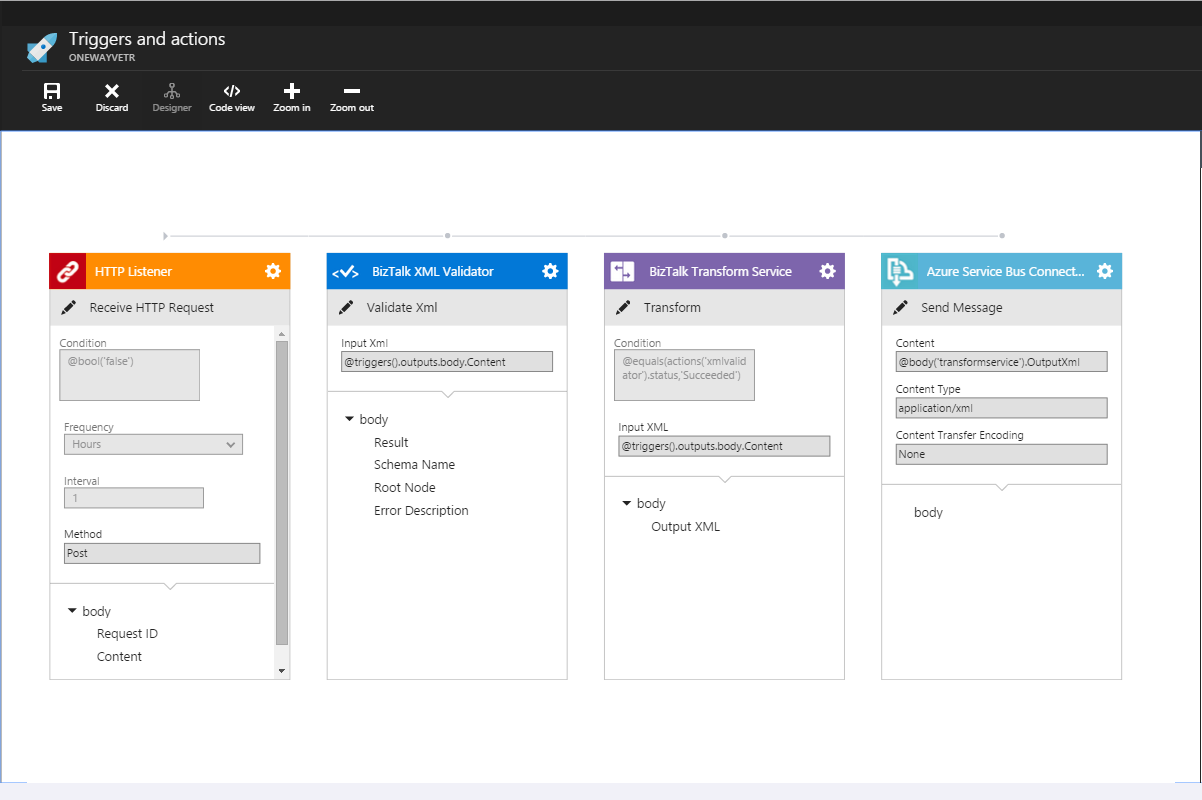 Triggers and actions
ONEWAYVETR
Save
Discard
Designer
Code view
Zoom in
Zoom out
HTTP Listener
Receive HTTP Request
Condition
@bool('false')
Frequency
Hours
Interval
1
Method
Post
body
Request ID
Content
BizTalk XML Validator
Validate Xml
Input Xml
@triggers().outputs.body.Content
body
Result
Schema Name
Root Node
Error Description
BizTalk Transform Service
Transform
Condition
@equals(actions('xmlvalid
ator').status,'Succeeded')
Input XML
@triggers().outputs.body.Content
body
Output XML
Azure Service Bus Connect...
Send Message
Content
@body('transformservice').OutputXml
Content Type
application/xml
Content Transfer Encoding
None
body